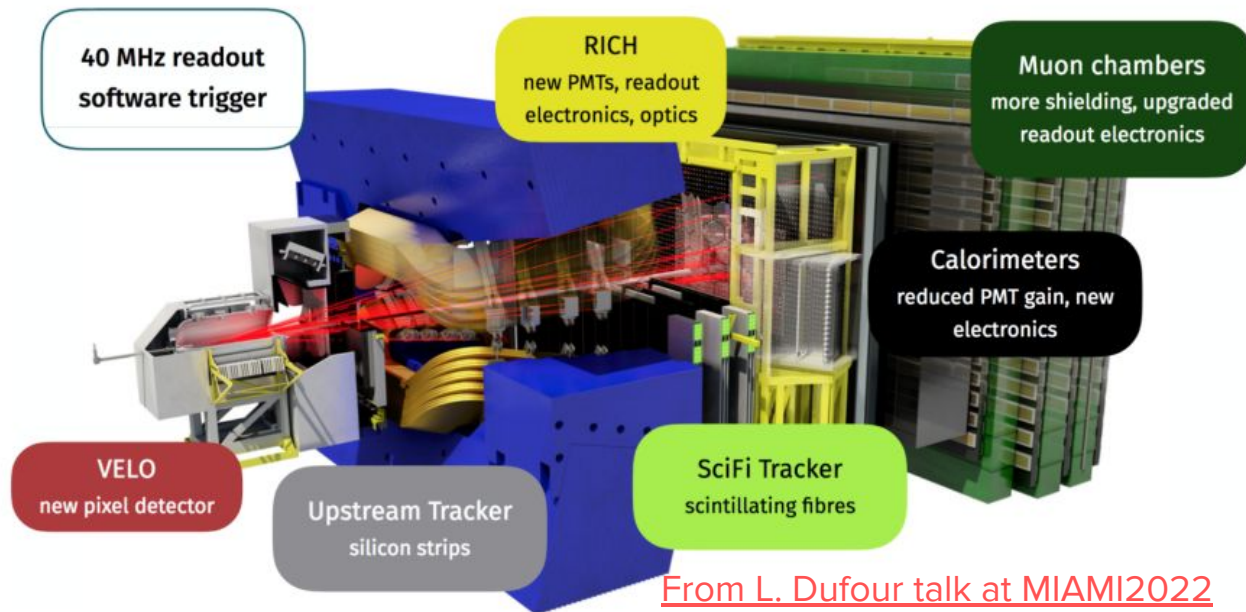 40 MHz readout
software trigger
RICH
new PMTs, readout
electronics, optics
Muon chambers
more shielding, upgraded
readout electronics
Calorimeters
reduced PMT gain, new
electronics
VELO
new pixel detector
Upstream Tracker
silicon strips
SciFi Tracker
scintillating fibres
From L. Dufour talk at MIAMI2022